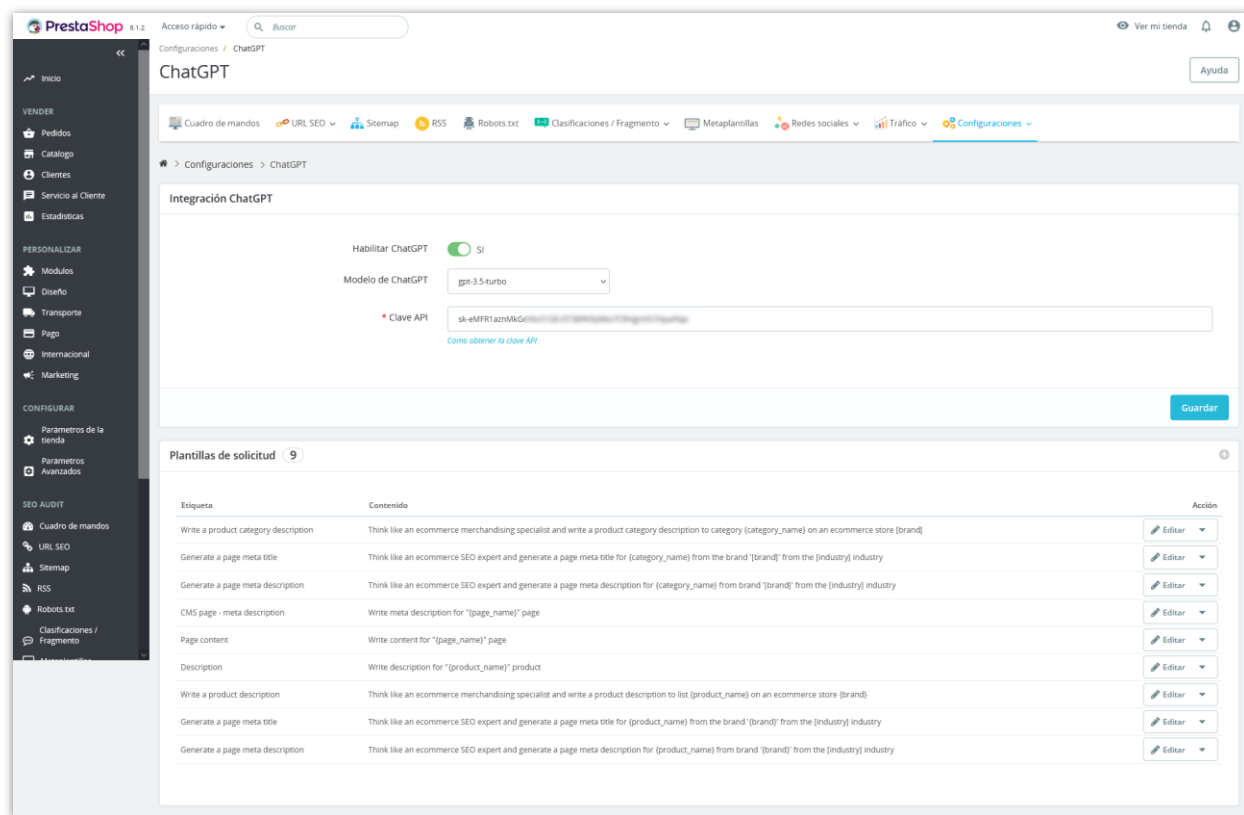 PrestaShop 8.1.2 Acceso rápido Buscar Ver mi tienda
Configuraciones / ChatGPT
ChatGPT
Ayuda
Inicio
VENDER
Pedidos
Catalogo
Clientes
Servicio al Cliente
Estadisticas
PERSONALIZAR
Modulos
Diseño
Transporte
Pago
Internacional
Marketing
CONFIGURAR
Parametros de la
tienda
Parametros
Avanzados
SEO AUDIT
Cuadro de mandos
URL SEO
Sitemap
RSS
Robots.txt
Clasificaciones /
Fragmento
Metaplantillas
Cuadro de mandos URL SEO Sitemap RSS Robots.txt Clasificaciones / Fragmento Metaplantillas Redes sociales Tráfico Configuraciones
> Configuraciones > ChatGPT
Integración ChatGPT
Habilitar ChatGPT SI
Modelo de ChatGPT gpt-3.5-turbo
* Clave API sk-eMFR1aznMkG
Como obtener la clave API
Guardar
Plantillas de solicitud 9
Etiqueta Contenido Acción
Write a product category description Think like an ecommerce merchandising specialist and write a product category description to category {category_name} on an ecommerce store [brand] Editar
Generate a page meta title Think like an ecommerce SEO expert and generate a page meta title for {category_name} from the brand '[brand]' from the [industry] industry Editar
Generate a page meta description Think like an ecommerce SEO expert and generate a page meta description for {category_name} from brand '[brand]' from the [industry] industry Editar
CMS page - meta description Write meta description for "{page_name}" page Editar
Page content Write content for "{page_name}" page Editar
Description Write description for "{product_name}" product Editar
Write a product description Think like an ecommerce merchandising specialist and write a product description to list {product_name} on an ecommerce store {brand} Editar
Generate a page meta title Think like an ecommerce SEO expert and generate a page meta title for {product_name} from the brand '{brand}' from the [industry] industry Editar
Generate a page meta description Think like an ecommerce SEO expert and generate a page meta description for {product_name} from brand '{brand}' from the [industry] industry Editar